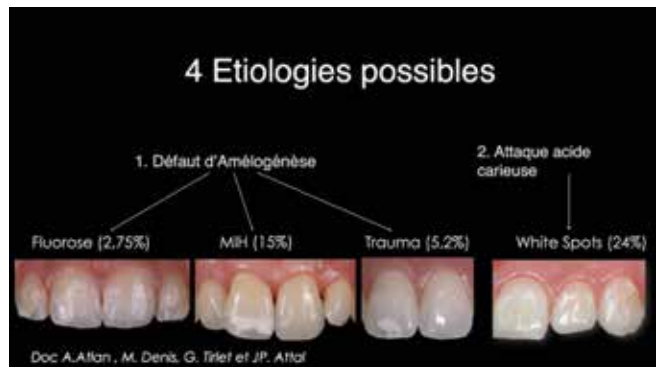 4 Etiologies possibles
1. Défaut d'Amélogénèse
2. Attaque acide
carieuse
Fluorose (2,75%)
MIH (15%)
Trauma (5,2%)
White Spots (24%)
Doc A.Atlan , M. Denis, G. Tirlet et JP. Attal